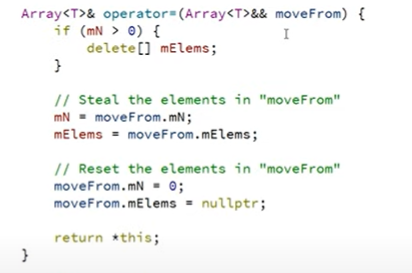 Array<T>& operator=(Array<T>&& moveFrom) {
if (mN > 0) {
delete[] mElems;
}
// Steal the elements in "moveFrom"
mN = moveFrom.mN;
mElems = moveFrom.mElems;
// Reset the elements in "moveFrom"
moveFrom.mN = 0;
moveFrom.mElems = nullptr;
return *this;
}